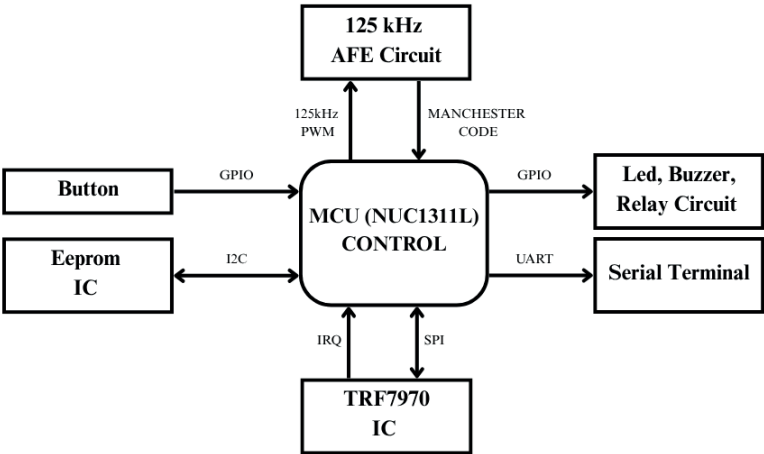 125 kHz
AFE Circuit
125kHz
PWM
MANCHESTER
CODE
Button
GPIO
MCU (NUC1311L)
CONTROL
GPIO
Led, Buzzer,
Relay Circuit
Eeprom
IC
I2C
UART
Serial Terminal
IRQ
SPI
TRF7970
IC